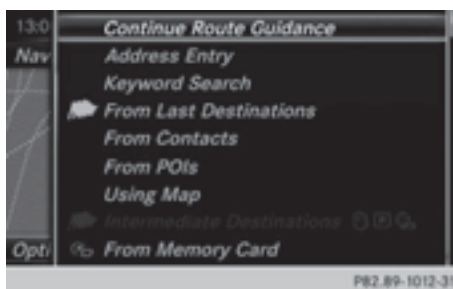 13:0
Continue Route Guidance
Nav
Address Entry
Keyword Search
From Last Destinations
From Contacts
From POIs
Using Map
Intermediate Destinations
Opti
From Memory Card
P82.89-1012-31